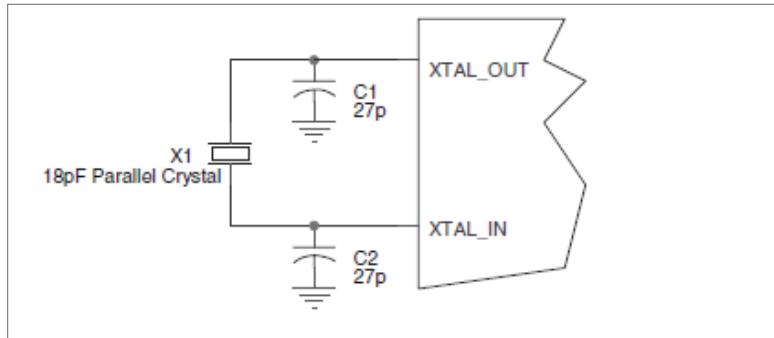 XTAL_OUT
C1
27p
X1
18pF Parallel Crystal
XTAL_IN
C2
27p